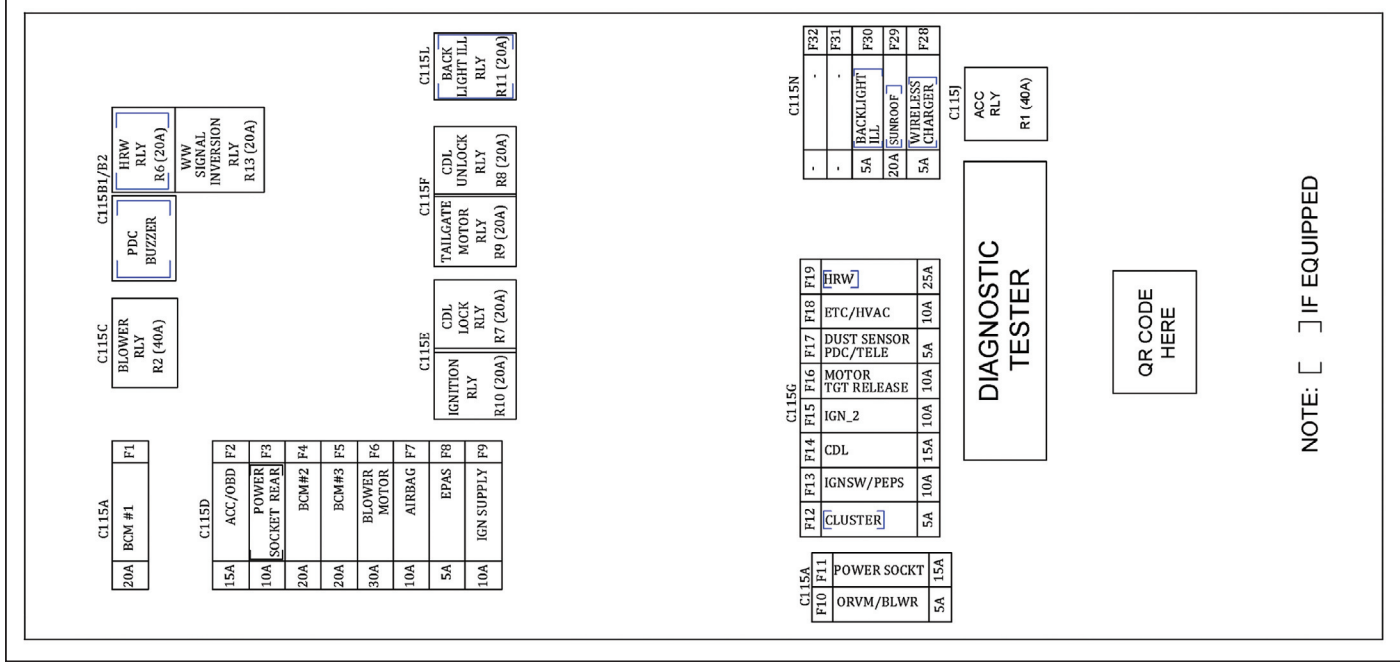 C115A
20A BCM #1 F1
C115D
15A ACC/OBD F2
10A POWER F3
SOCKET REAR
20A BCM#2 F4
20A BCM#3 F5
30A BLOWER F6
MOTOR
10A AIRBAG F7
5A EPAS F8
10A IGN SUPPLY F9
C115C
BLOWER
RLY
R2 (40A)
C115B1/B2
PDC
BUZZER
HRW
RLY
R6 (20A)
WW
SIGNAL
INVERSION
RLY
R13 (20A)
C115E
IGNITION
RLY
R10 (20A)
CDL
LOCK
RLY
R7 (20A)
C115F
TAILGATE
MOTOR
RLY
R9 (20A)
CDL
UNLOCK
RLY
R8 (20A)
C115L
BACK
LIGHT ILL
RLY
R11 (20A)
C115A
F10 ORVM/BLWR 5A
F11 POWER SOCKT 15A
C115G
F12 [CLUSTER] 5A
F13 IGNSW/PEPS 10A
F14 CDL 15A
F15 IGN_2 10A
F16 MOTOR 10A
TGT RELEASE
F17 DUST SENSOR 5A
PDC/TELE
F18 ETC/HVAC 10A
F19 [HRW] 25A
C115N
- - F32
- - F31
5A BACKLIGHT F30
ILL
20A SUNROOF F29
5A WIRELESS F28
CHARGER
C115J
ACC
RLY
R1 (40A)
DIAGNOSTIC
TESTER
QR CODE
HERE
NOTE: [ ] IF EQUIPPED